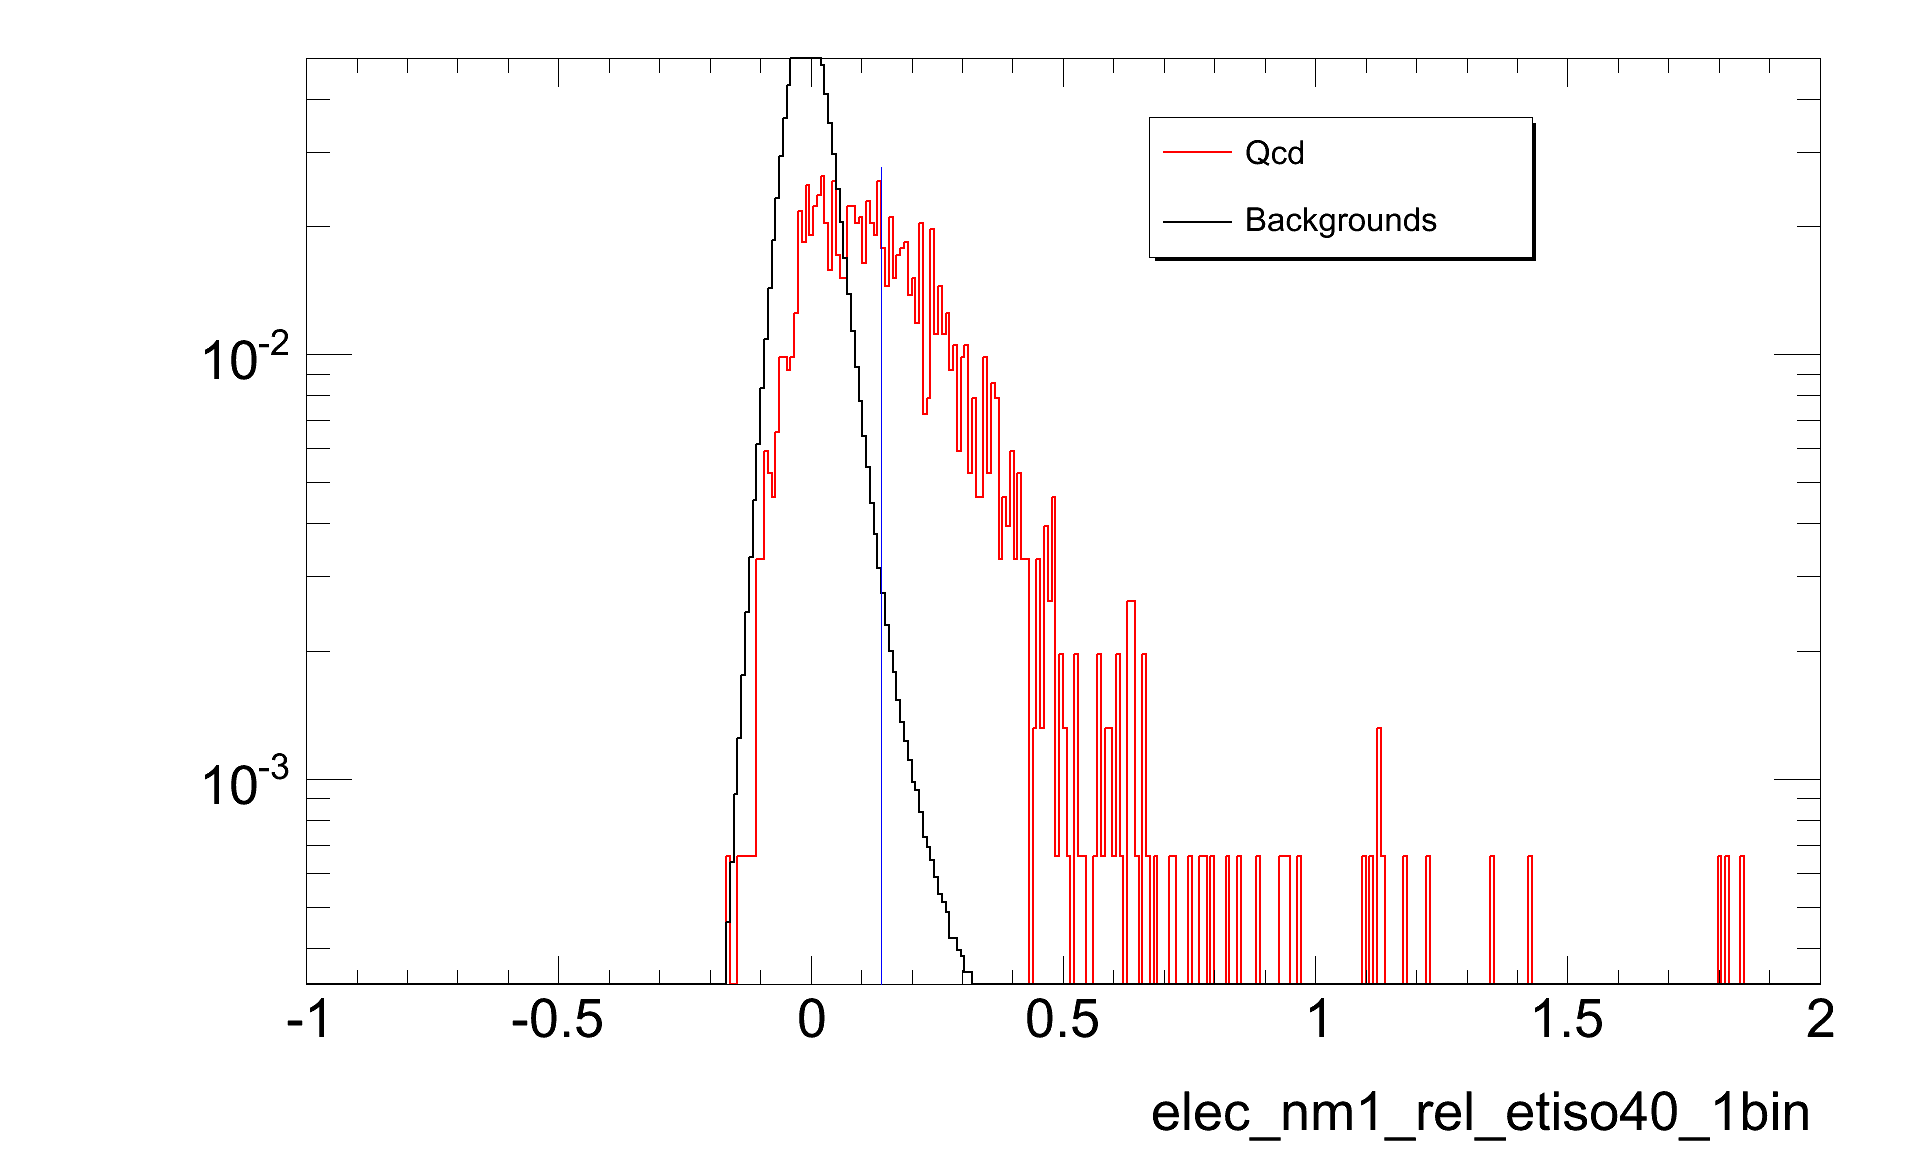 Qcd
Backgrounds
10-2
10-3
-1 -0.5 0 0.5 1 1.5 2
elec_nm1_rel_etiso40_1bin